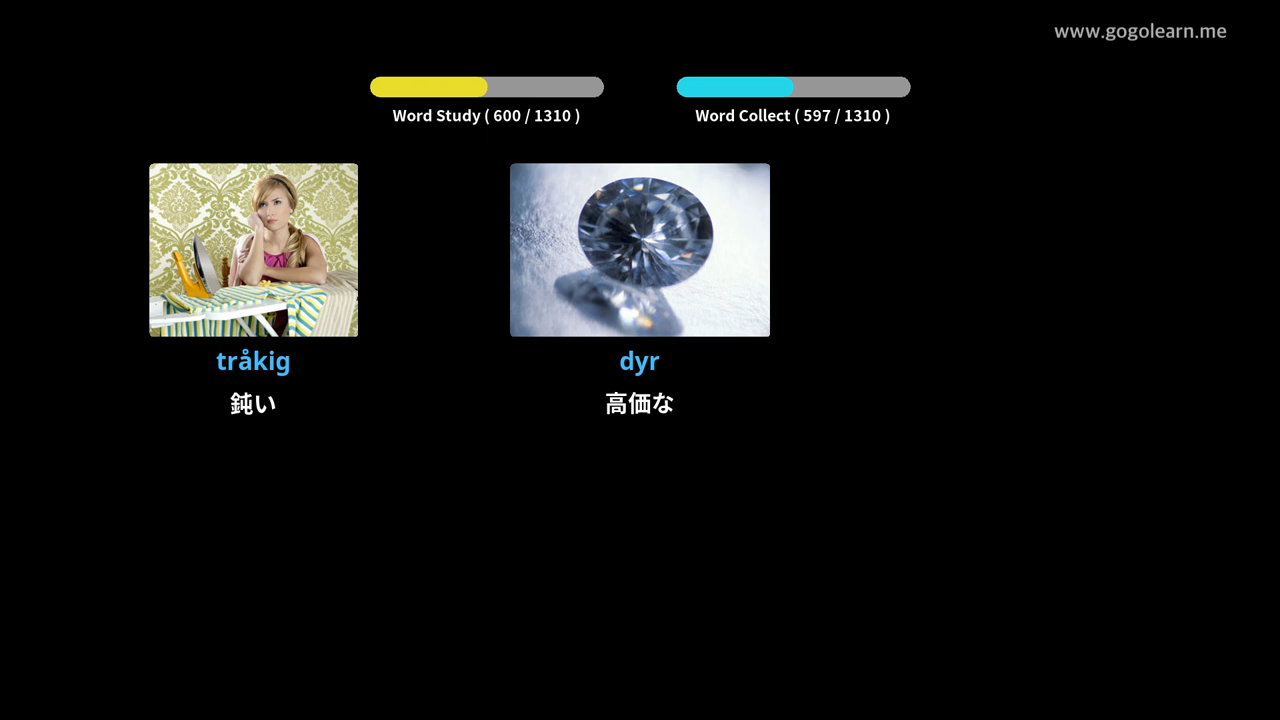 www.gogolearn.me
Word Study ( 600 / 1310 )
Word Collect ( 597 / 1310 )
tråkig
dyr
鈍い
高価な